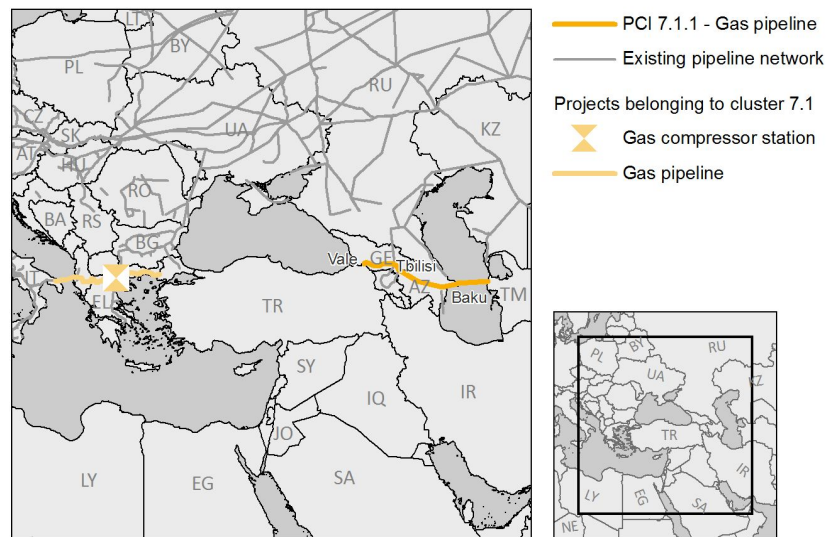 LT
BY
PL
RU
CZ
SK
UA
KZ
AT
HU
RO
BA
RS
BG
Vale
GE
Tbilisi
IT
AZ
TM
Baku
EL
TR
SY
IQ
IR
JO
LY
EG
SA
PCI 7.1.1 - Gas pipeline
Existing pipeline network
Projects belonging to cluster 7.1
Gas compressor station
Gas pipeline
BY
RU
PL
UA
KZ
TR
IR
LY
EG
SA
NE